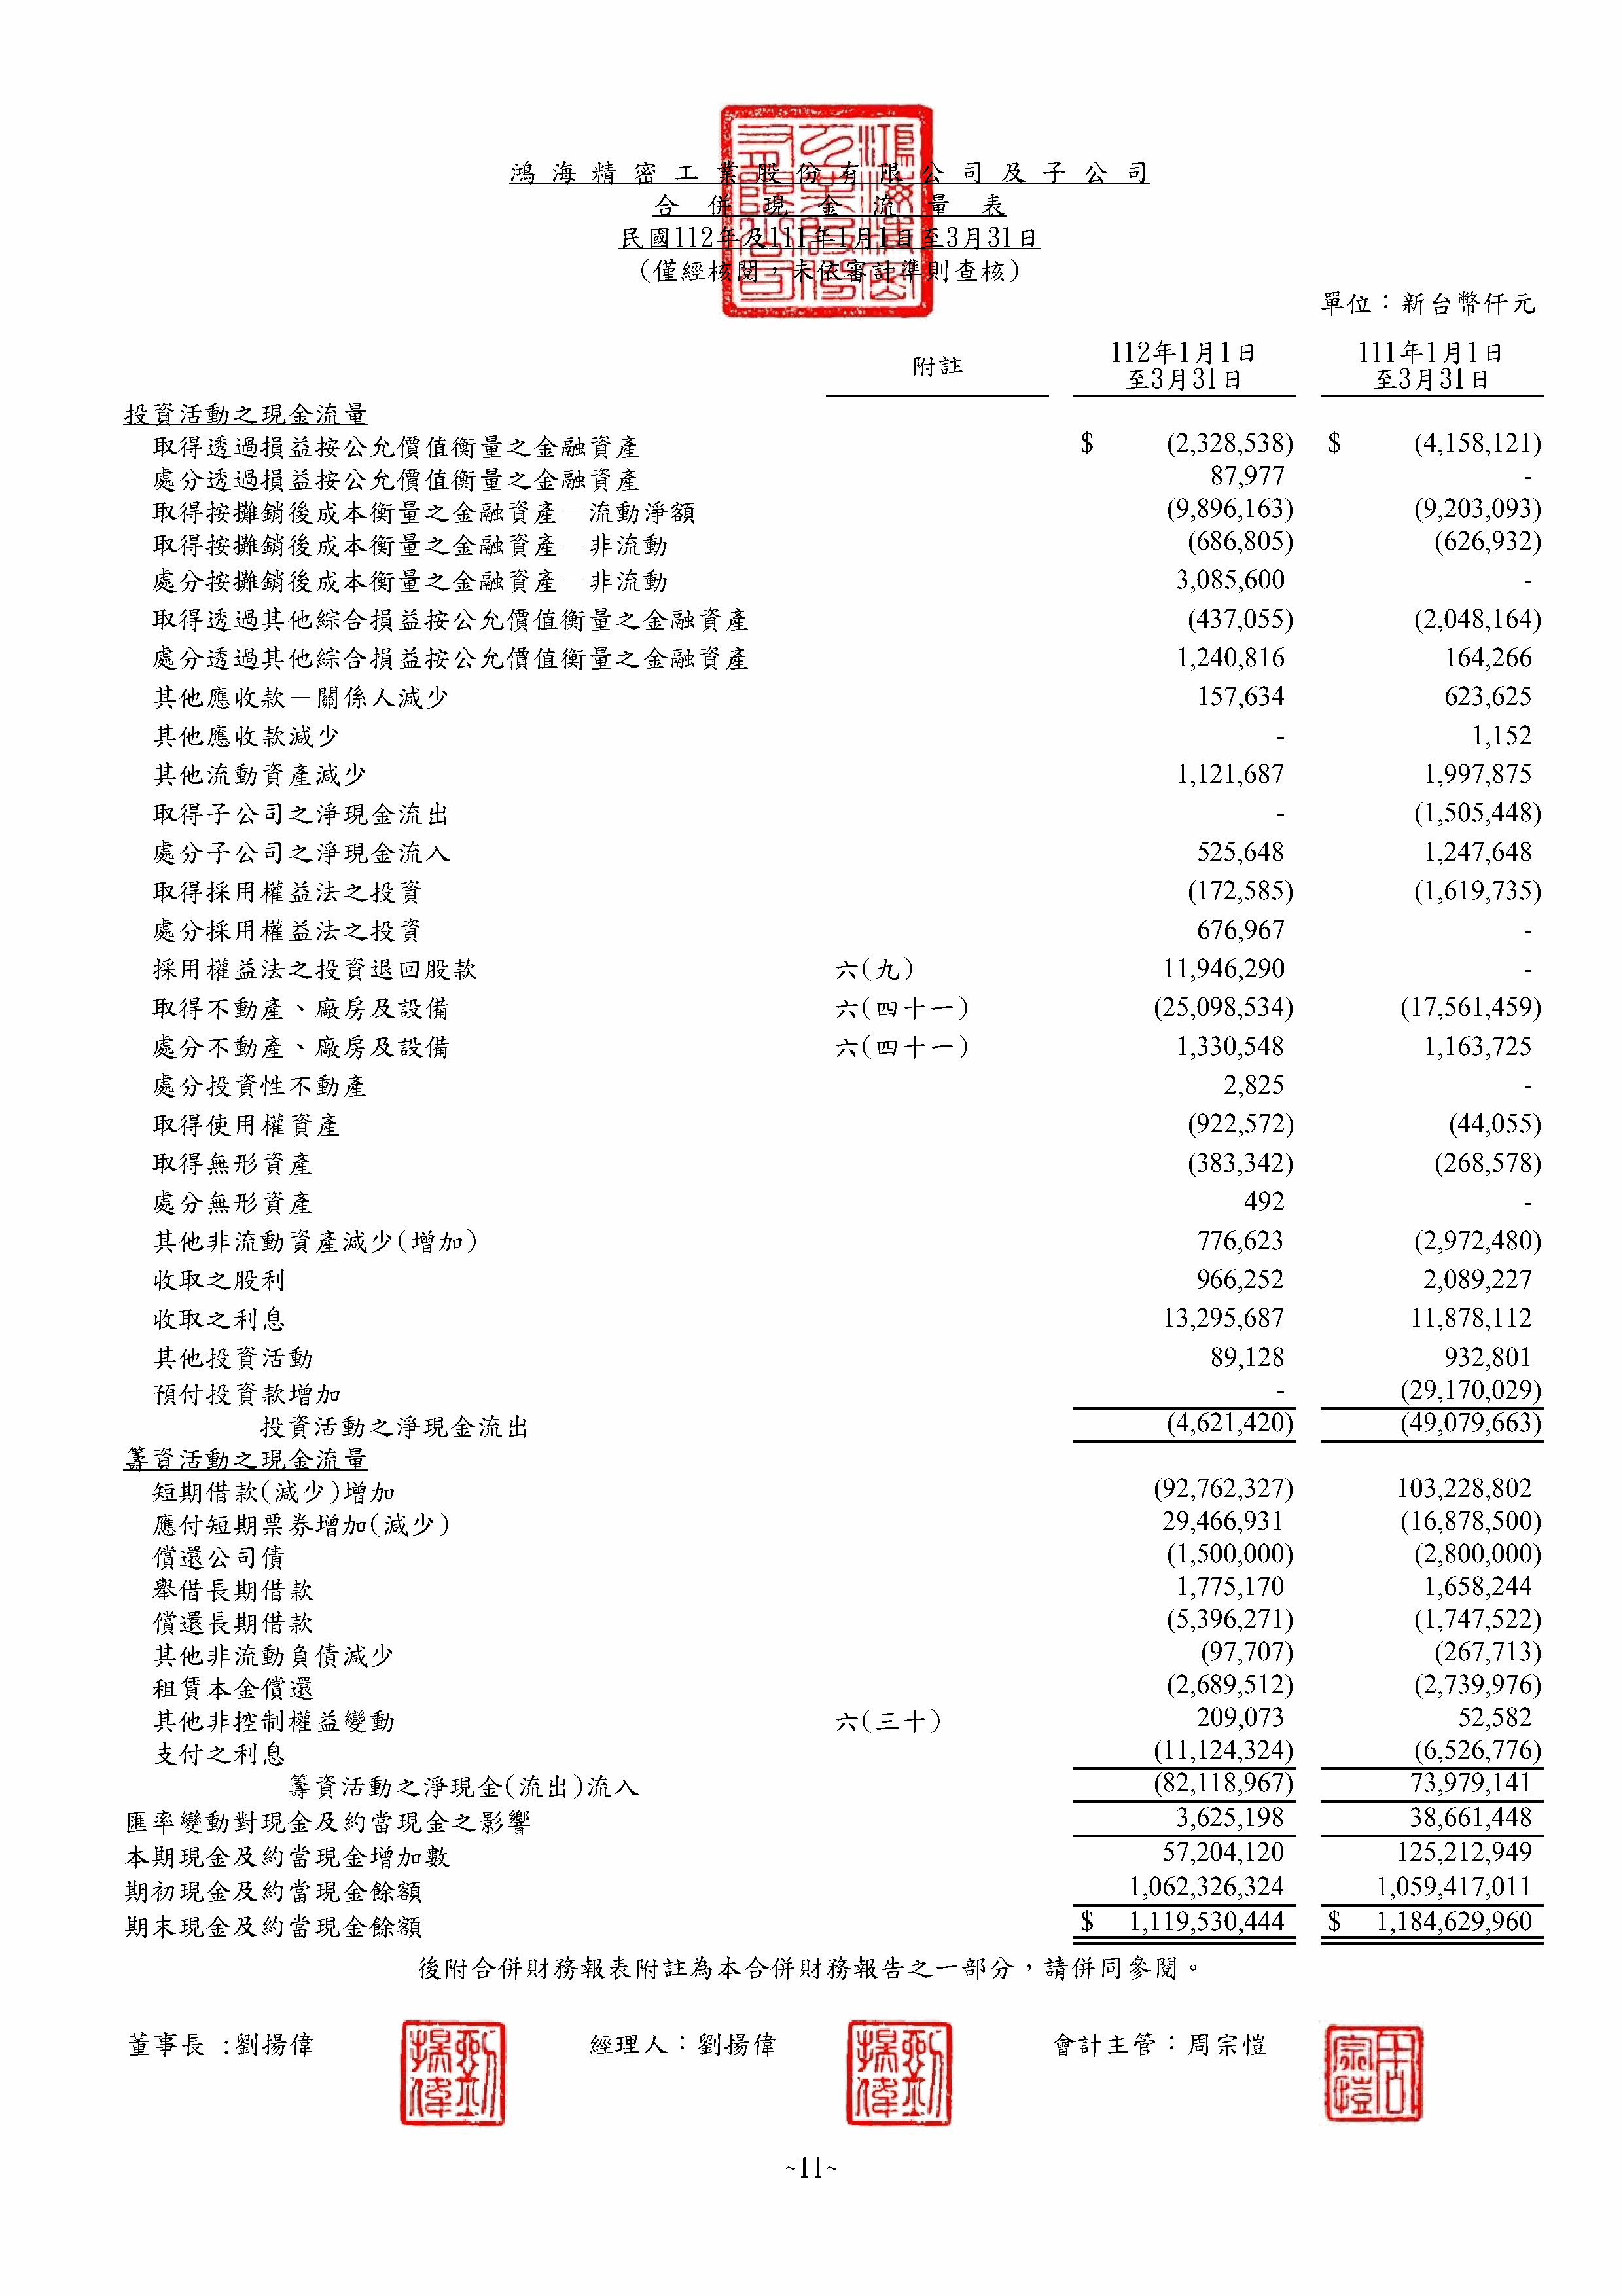 鴻海精密工業股份有限公司及子公司
合併現金流量表
民國112年及111年1月1日至3月31日
(僅經核閱,未依審計準則查核)
單位:新台幣仟元
附註 112年1月1日至3月31日 111年1月1日至3月31日
投資活動之現金流量
取得透過損益按公允價值衡量之金融資產 $ (2,328,538) $ (4,158,121)
處分透過損益按公允價值衡量之金融資產 87,977 -
取得按攤銷後成本衡量之金融資產-流動淨額 (9,896,163) (9,203,093)
取得按攤銷後成本衡量之金融資產-非流動 (686,805) (626,932)
處分按攤銷後成本衡量之金融資產-非流動 3,085,600 -
取得透過其他綜合損益按公允價值衡量之金融資產 (437,055) (2,048,164)
處分透過其他綜合損益按公允價值衡量之金融資產 1,240,816 164,266
其他應收款-關係人減少 157,634 623,625
其他應收款減少 - 1,152
其他流動資產減少 1,121,687 1,997,875
取得子公司之淨現金流出 - (1,505,448)
處分子公司之淨現金流入 525,648 1,247,648
取得採用權益法之投資 (172,585) (1,619,735)
處分採用權益法之投資 676,967 -
採用權益法之投資退回股款 六(九) 11,946,290 -
取得不動產、廠房及設備 六(四十一) (25,098,534) (17,561,459)
處分不動產、廠房及設備 六(四十一) 1,330,548 1,163,725
處分投資性不動產 2,825 -
取得使用權資產 (922,572) (44,055)
取得無形資產 (383,342) (268,578)
處分無形資產 492 -
其他非流動資產減少(增加) 776,623 (2,972,480)
收取之股利 966,252 2,089,227
收取之利息 13,295,687 11,878,112
其他投資活動 89,128 932,801
預付投資款增加 - (29,170,029)
投資活動之淨現金流出 (4,621,420) (49,079,663)
籌資活動之現金流量
短期借款(減少)增加 (92,762,327) 103,228,802
應付短期票券增加(減少) 29,466,931 (16,878,500)
償還公司債 (1,500,000) (2,800,000)
舉借長期借款 1,775,170 1,658,244
償還長期借款 (5,396,271) (1,747,522)
其他非流動負債減少 (97,707) (267,713)
租賃本金償還 (2,689,512) (2,739,976)
其他非控制權益變動 六(三十) 209,073 52,582
支付之利息 (11,124,324) (6,526,776)
籌資活動之淨現金(流出)流入 (82,118,967) 73,979,141
匯率變動對現金及約當現金之影響 3,625,198 38,661,448
本期現金及約當現金增加數 57,204,120 125,212,949
期初現金及約當現金餘額 1,062,326,324 1,059,417,011
期末現金及約當現金餘額 $ 1,119,530,444 $ 1,184,629,960
後附合併財務報表附註為本合併財務報告之一部分,請併同參閱。
董事長 :劉揚偉 經理人:劉揚偉 會計主管:周宗愷
~11~